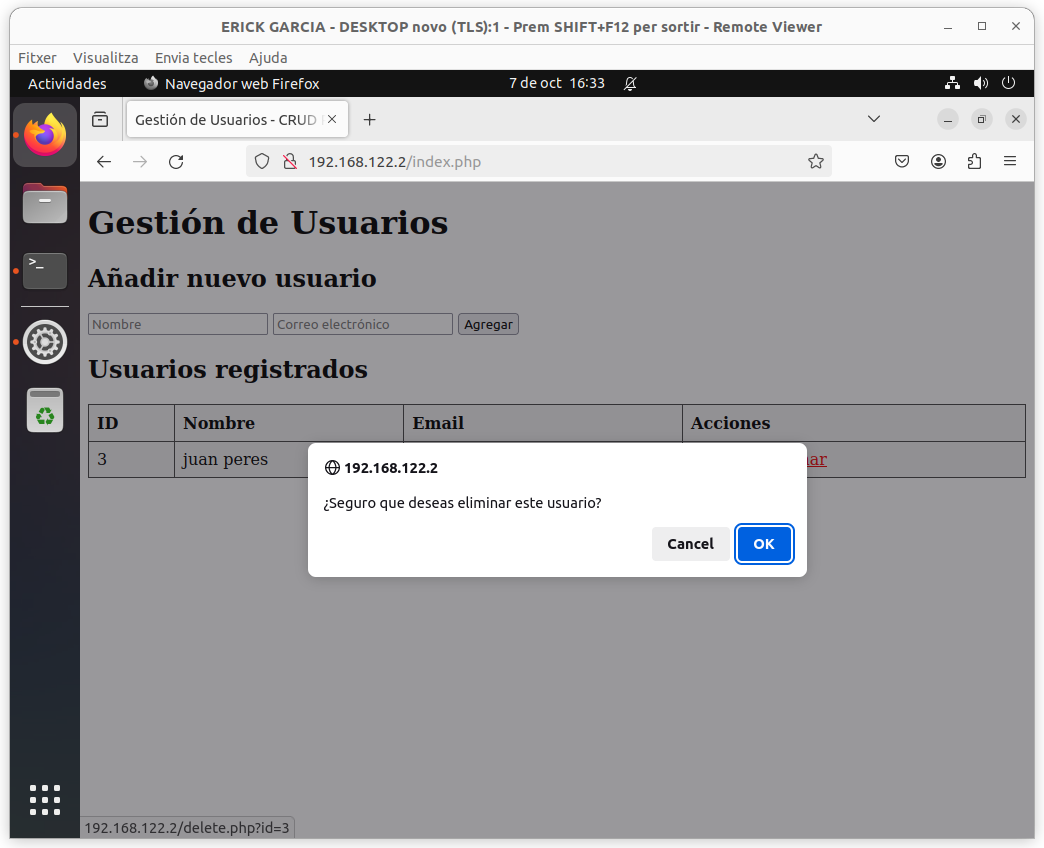 ERICK GARCIA - DESKTOP novo (TLS):1 - Prem SHIFT+F12 per sortir - Remote Viewer
Fitxer Visualitza Envia tecles Ajuda
Actividades Navegador web Firefox 7 de oct 16:33
Gestión de Usuarios - CRUD
192.168.122.2/index.php
>_
Gestión de Usuarios
Añadir nuevo usuario
Nombre Correo electrónico Agregar
Usuarios registrados
ID Nombre Email Acciones
3 juan peres ar
192.168.122.2
¿Seguro que deseas eliminar este usuario?
Cancel OK
192.168.122.2/delete.php?id=3